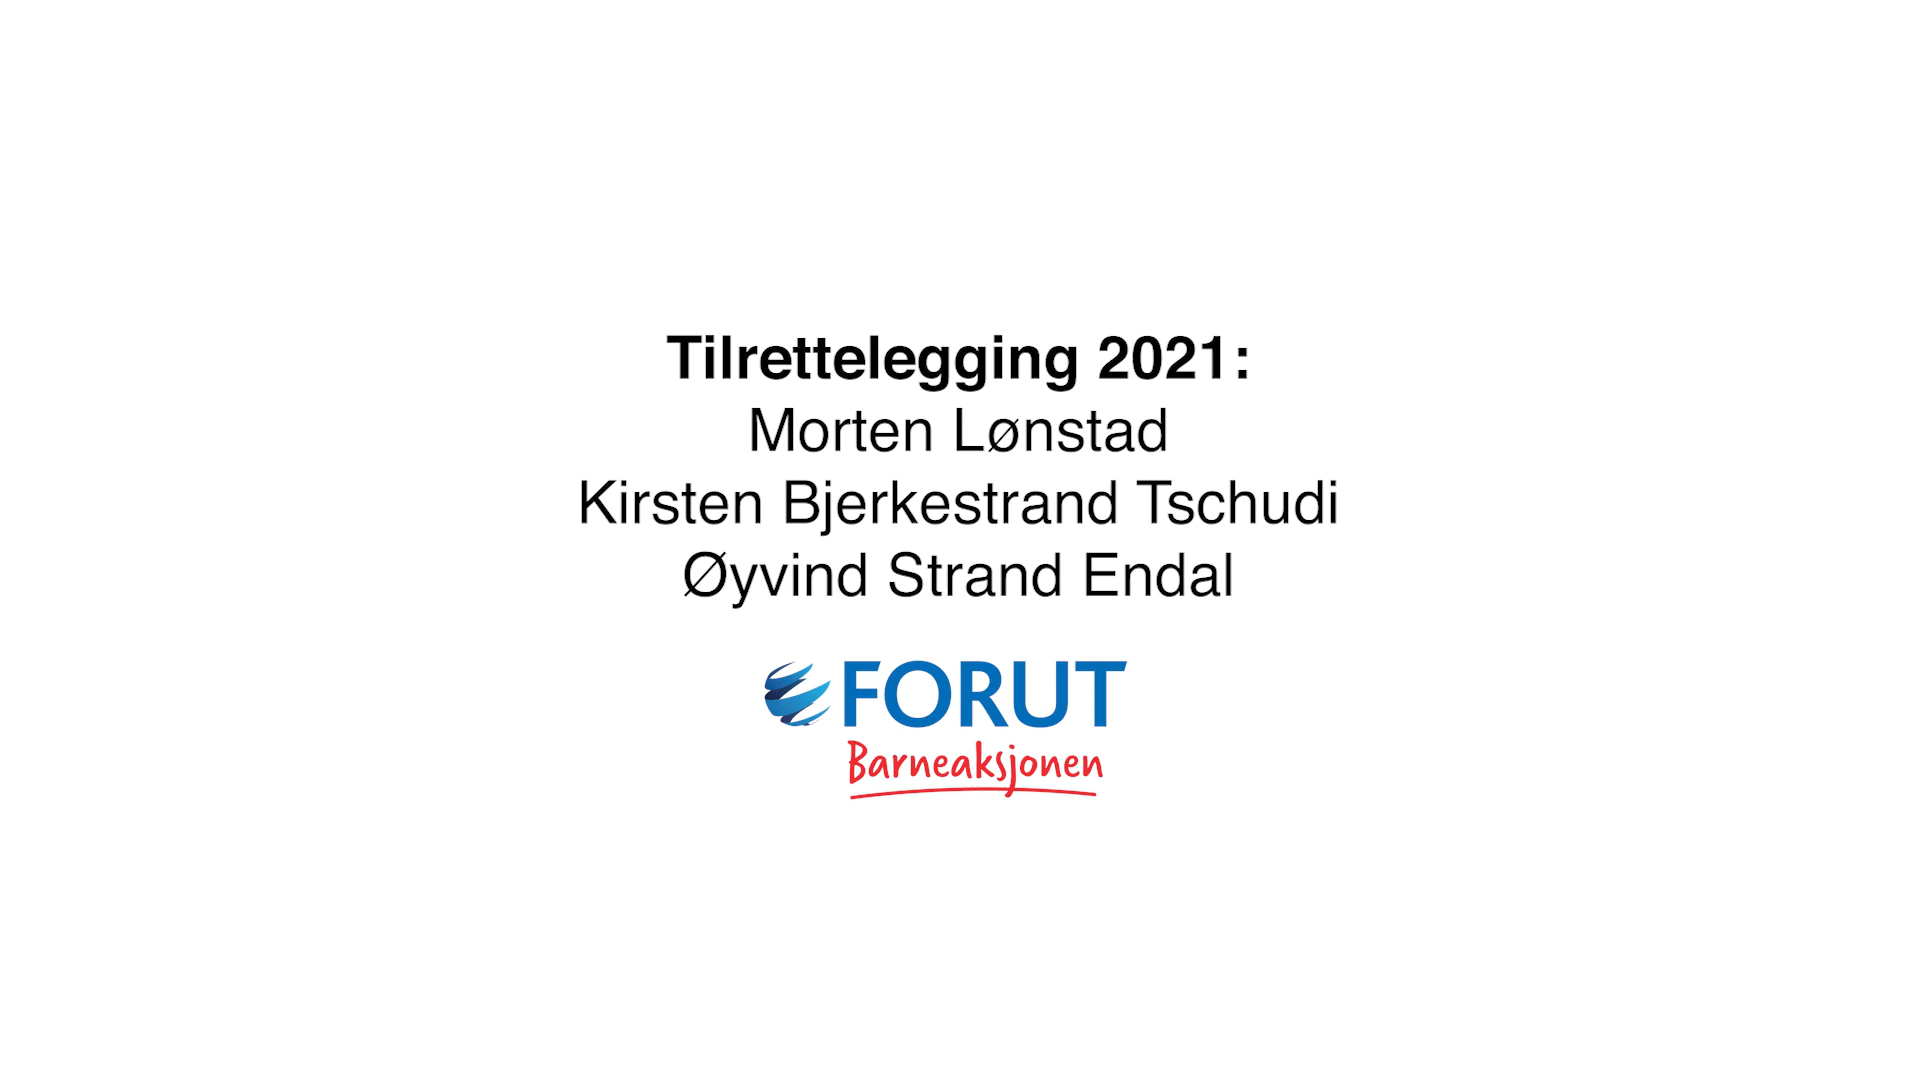 Tilrettelegging 2021:
Morten Lønstad
Kirsten Bjerkestrand Tschudi
Øyvind Strand Endal
FORUT
Barneaksjonen